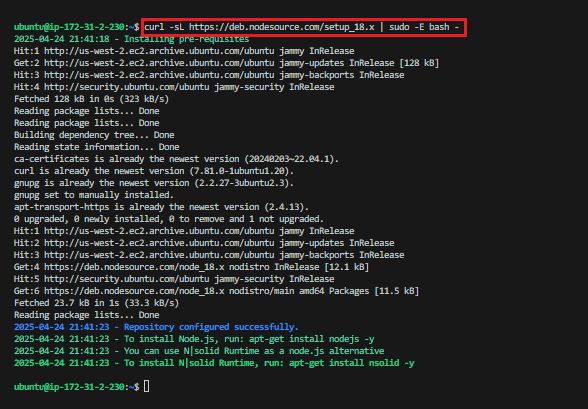 ubuntu@ip-172-31-2-230:~$ curl -sL https://deb.nodesource.com/setup_18.x | sudo -E bash -
2025-04-24 21:41:18 - Installing pre-requisites
Hit:1 http://us-west-2.ec2.archive.ubuntu.com/ubuntu jammy InRelease
Get:2 http://us-west-2.ec2.archive.ubuntu.com/ubuntu jammy-updates InRelease [128 kB]
Hit:3 http://us-west-2.ec2.archive.ubuntu.com/ubuntu jammy-backports InRelease
Hit:4 http://security.ubuntu.com/ubuntu jammy-security InRelease
Fetched 128 kB in 0s (323 kB/s)
Reading package lists... Done
Reading package lists... Done
Building dependency tree... Done
Reading state information... Done
ca-certificates is already the newest version (20240203~22.04.1).
curl is already the newest version (7.81.0-1ubuntu1.20).
gnupg is already the newest version (2.2.27-3ubuntu2.3).
gnupg set to manually installed.
apt-transport-https is already the newest version (2.4.13).
0 upgraded, 0 newly installed, 0 to remove and 1 not upgraded.
Hit:1 http://us-west-2.ec2.archive.ubuntu.com/ubuntu jammy InRelease
Hit:2 http://us-west-2.ec2.archive.ubuntu.com/ubuntu jammy-updates InRelease
Hit:3 http://us-west-2.ec2.archive.ubuntu.com/ubuntu jammy-backports InRelease
Get:4 https://deb.nodesource.com/node_18.x nodistro InRelease [12.1 kB]
Hit:5 http://security.ubuntu.com/ubuntu jammy-security InRelease
Get:6 https://deb.nodesource.com/node_18.x nodistro/main amd64 Packages [11.5 kB]
Fetched 23.7 kB in 1s (33.3 kB/s)
Reading package lists... Done
2025-04-24 21:41:23 - Repository configured successfully.
2025-04-24 21:41:23 - To install Node.js, run: apt-get install nodejs -y
2025-04-24 21:41:23 - You can use N|solid Runtime as a node.js alternative
2025-04-24 21:41:23 - To install N|solid Runtime, run: apt-get install nsolid -y
ubuntu@ip-172-31-2-230:~$